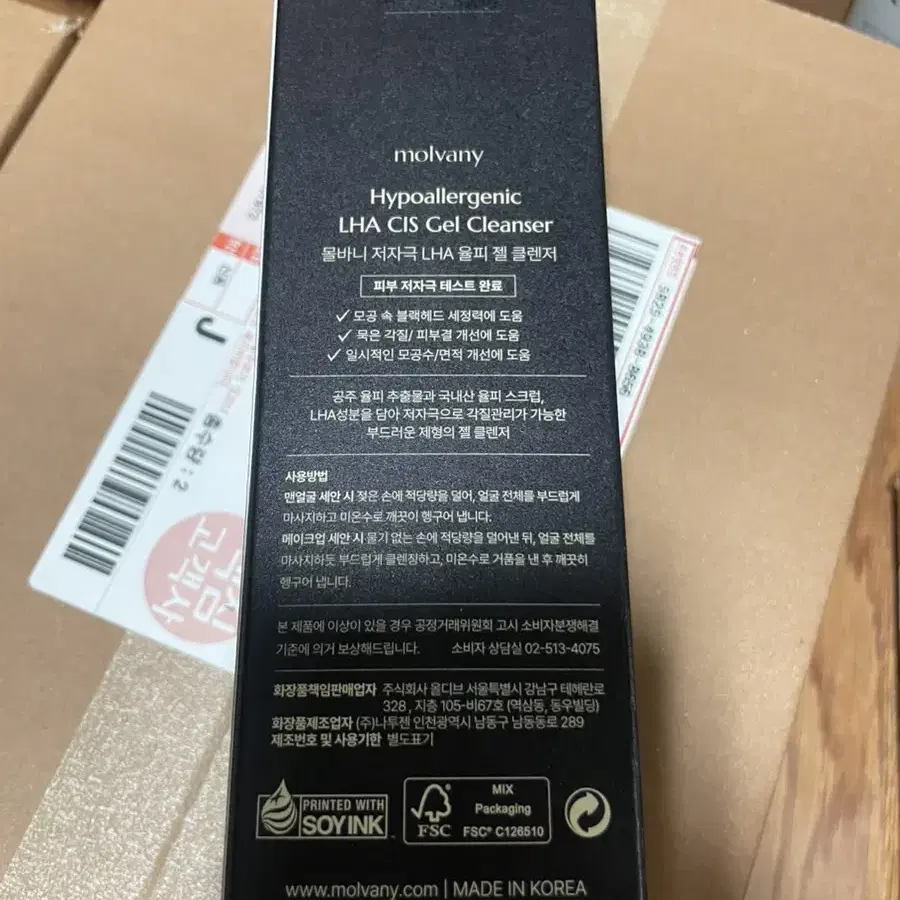 molvany
Hypoallergenic
LHA CIS Gel Cleanser
몰바니 저자극 LHA 율피 젤 클렌저
피부 저자극 테스트 완료
✓ 모공 속 블랙헤드 세정력에 도움
✓ 묵은 각질/ 피부결 개선에 도움
✓ 일시적인 모공수/면적 개선에 도움
공주 율피 추출물과 국내산 율피 스크럽,
LHA성분을 담아 저자극으로 각질관리가 가능한
부드러운 제형의 젤 클렌저
사용방법
맨얼굴 세안 시 젖은 손에 적당량을 덜어, 얼굴 전체를 부드럽게
마사지하고 미온수로 깨끗이 헹구어 냅니다.
메이크업 세안 시 물기 없는 손에 적당량을 덜어낸 뒤, 얼굴 전체를
마사지하듯 부드럽게 클렌징하고, 미온수로 거품을 낸 후 깨끗히
헹구어 냅니다.
본 제품에 이상이 있을 경우 공정거래위원회 고시 소비자분쟁해결
기준에 의거 보상해드립니다. 소비자 상담실 02-513-4075
화장품책임판매업자 주식회사 올디브 서울특별시 강남구 테헤란로
328, 지층 105-비67호 (역삼동, 동우빌딩)
화장품제조업자 (주)나투젠 인천광역시 남동구 남동동로 289
제조번호 및 사용기한 별도표기
PRINTED WITH
SOY INK
FSC
MIX
Packaging
FSC® C126510
www.molvany.com | MADE IN KOREA
J
고객사